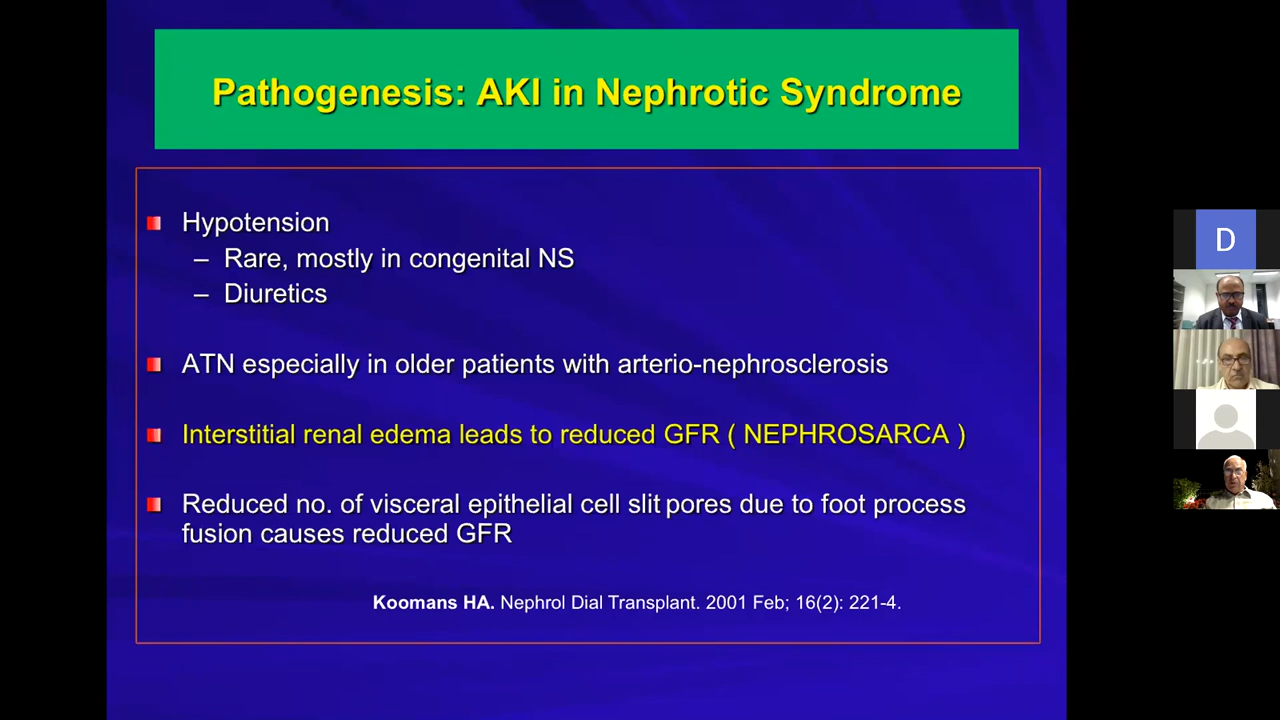 Pathogenesis: AKI in Nephrotic Syndrome
Hypotension
– Rare, mostly in congenital NS
– Diuretics
ATN especially in older patients with arterio-nephrosclerosis
Interstitial renal edema leads to reduced GFR ( NEPHROSARCA )
Reduced no. of visceral epithelial cell slit pores due to foot process
fusion causes reduced GFR
Koomans HA. Nephrol Dial Transplant. 2001 Feb; 16(2): 221-4.
D